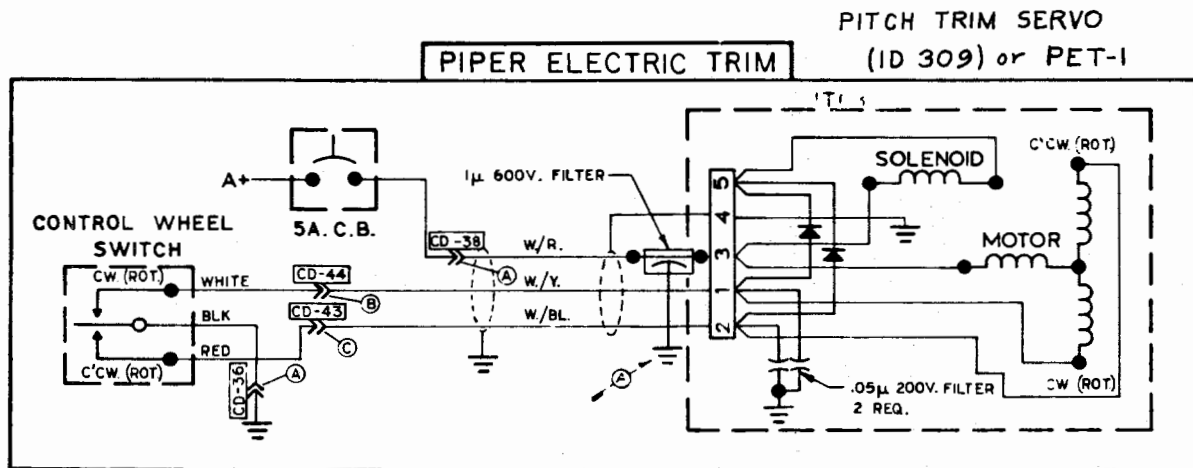 PITCH TRIM SERVO
(ID 309) or PET-1
PIPER ELECTRIC TRIM
A+
5A. C.B.
1µ 600V. FILTER
CONTROL WHEEL
SWITCH
CW. (ROT)
WHITE
BLK
RED
C'CW. (ROT)
CD-44
B
CD-43
C
CD-36
A
CD-38
A
W/R.
W./Y.
W./BL.
A
5
4
3
1
2
SOLENOID
MOTOR
C'CW. (ROT)
CW (ROT)
.05µ 200V. FILTER
2 REQ.